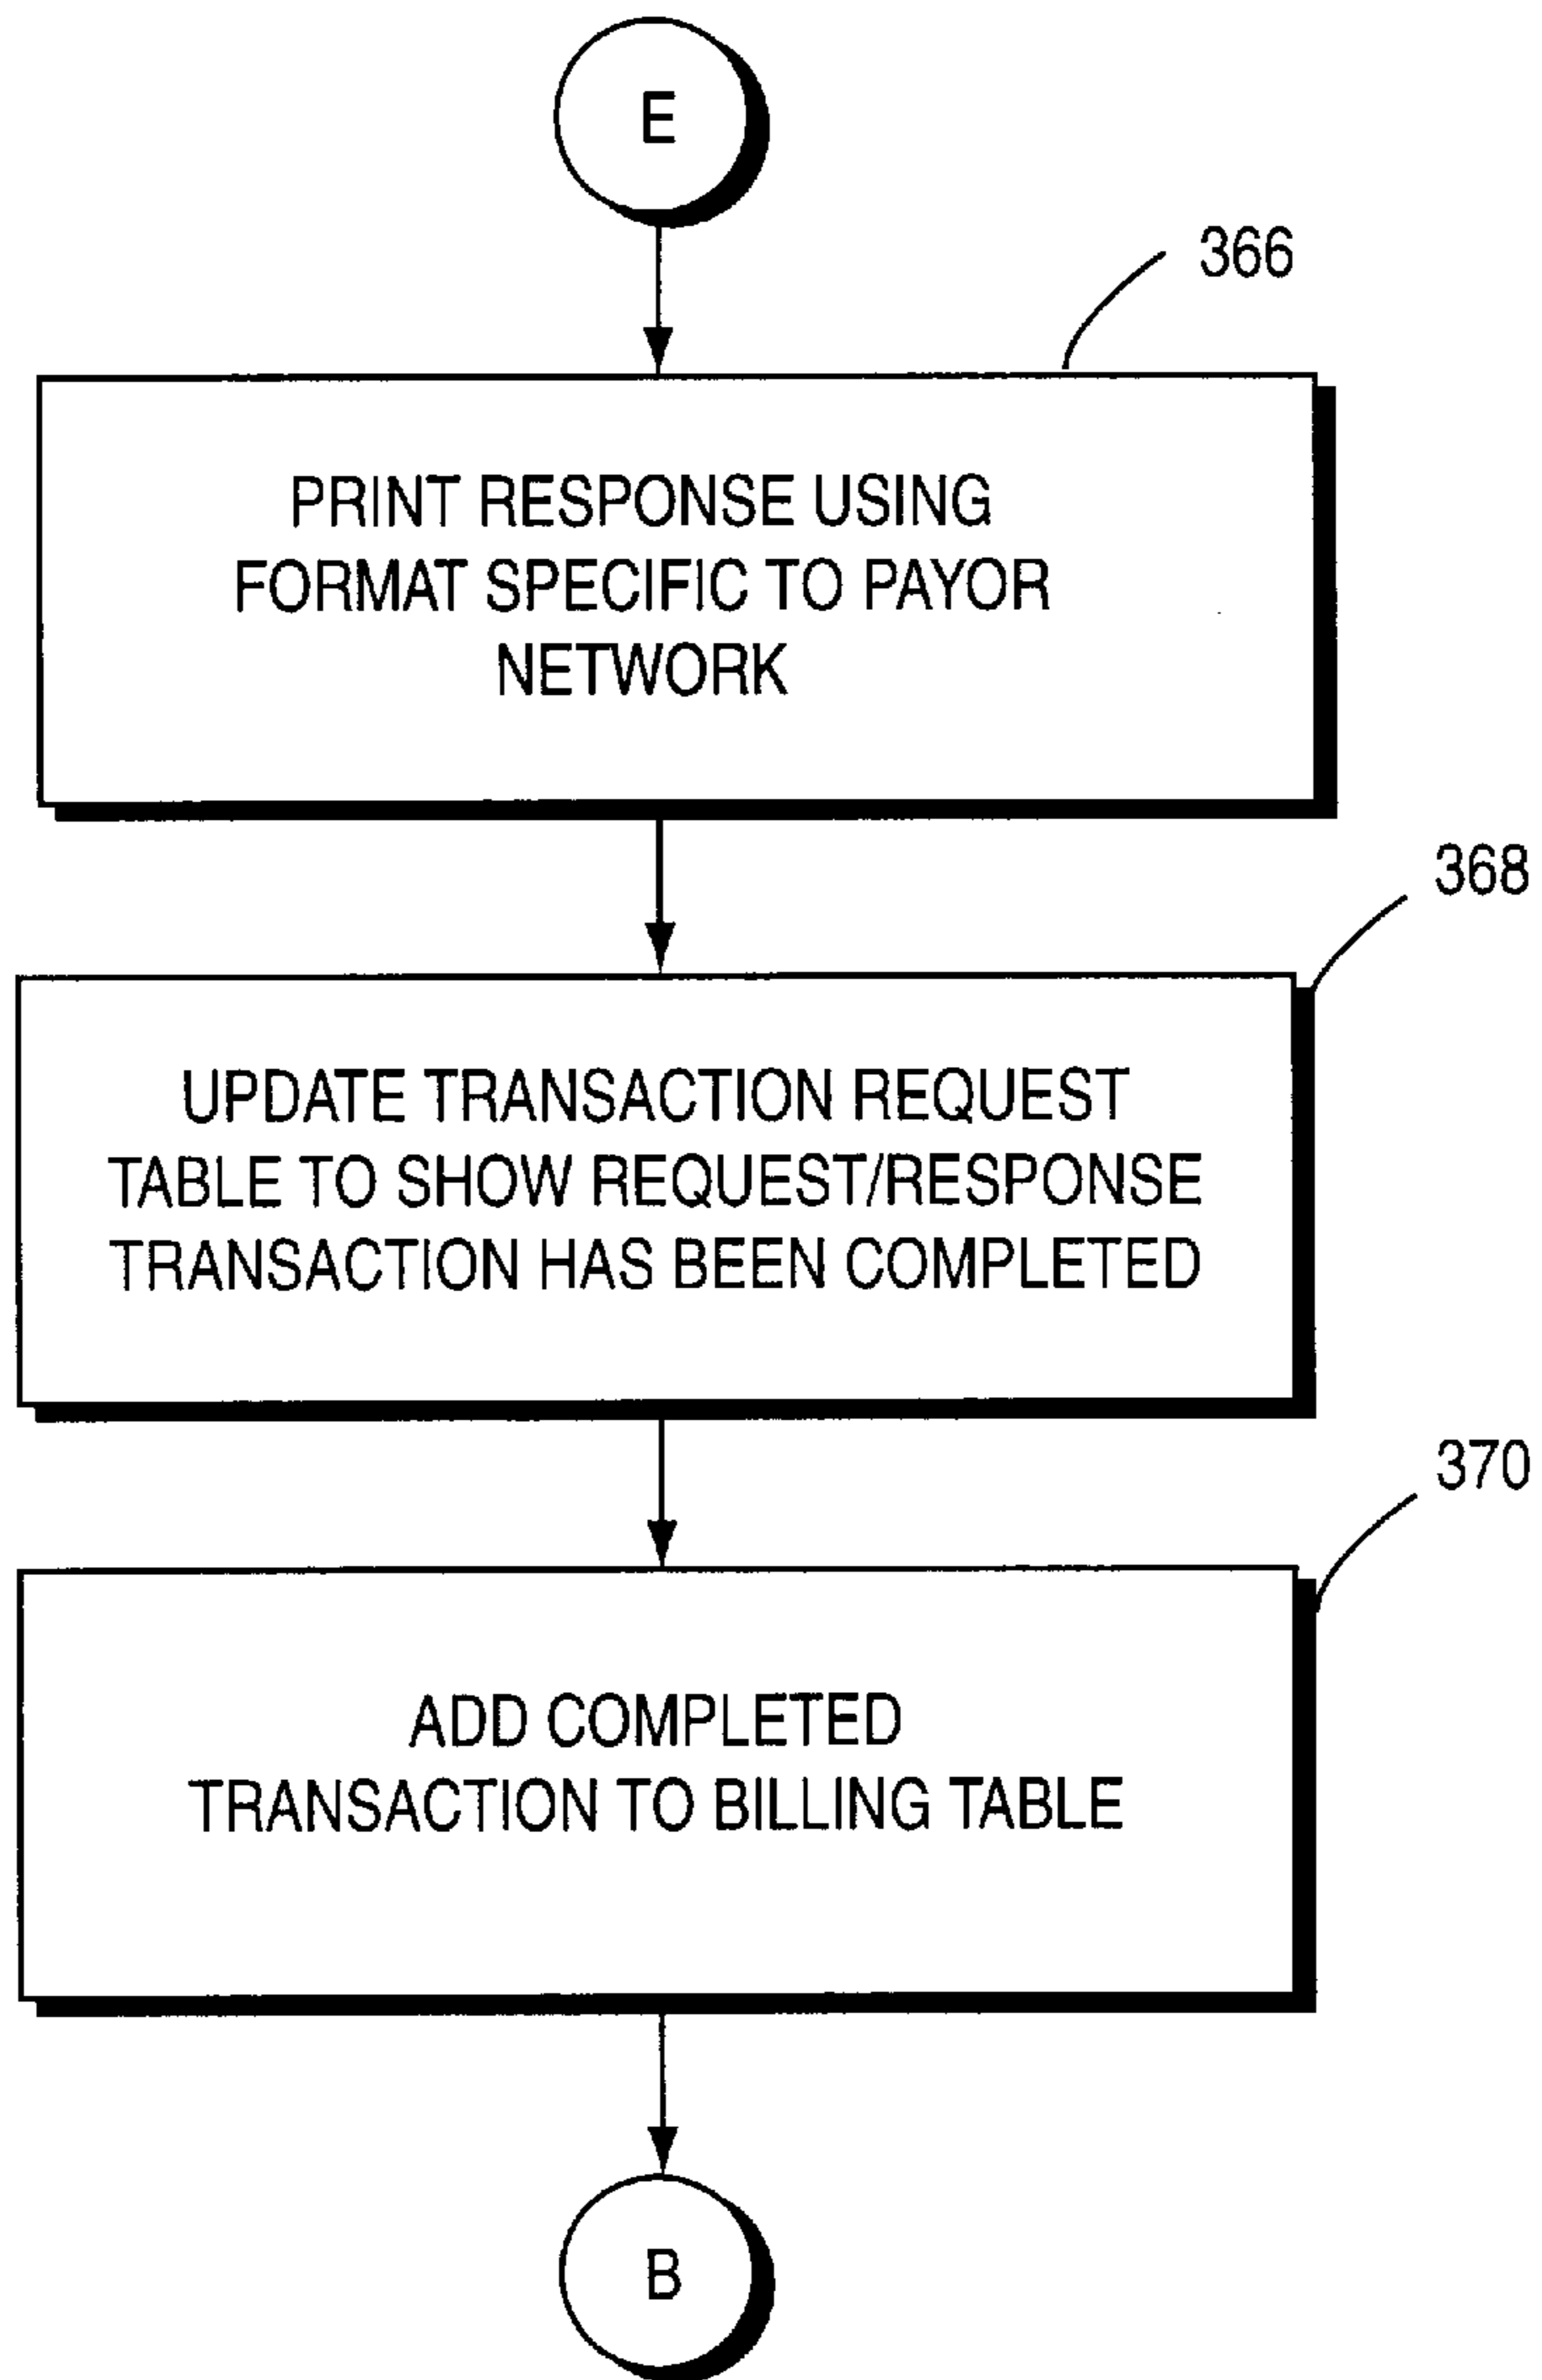 E
366
PRINT RESPONSE USING
FORMAT SPECIFIC TO PAYOR
NETWORK
368
UPDATE TRANSACTION REQUEST
TABLE TO SHOW REQUEST/RESPONSE
TRANSACTION HAS BEEN COMPLETED
370
ADD COMPLETED
TRANSACTION TO BILLING TABLE
B